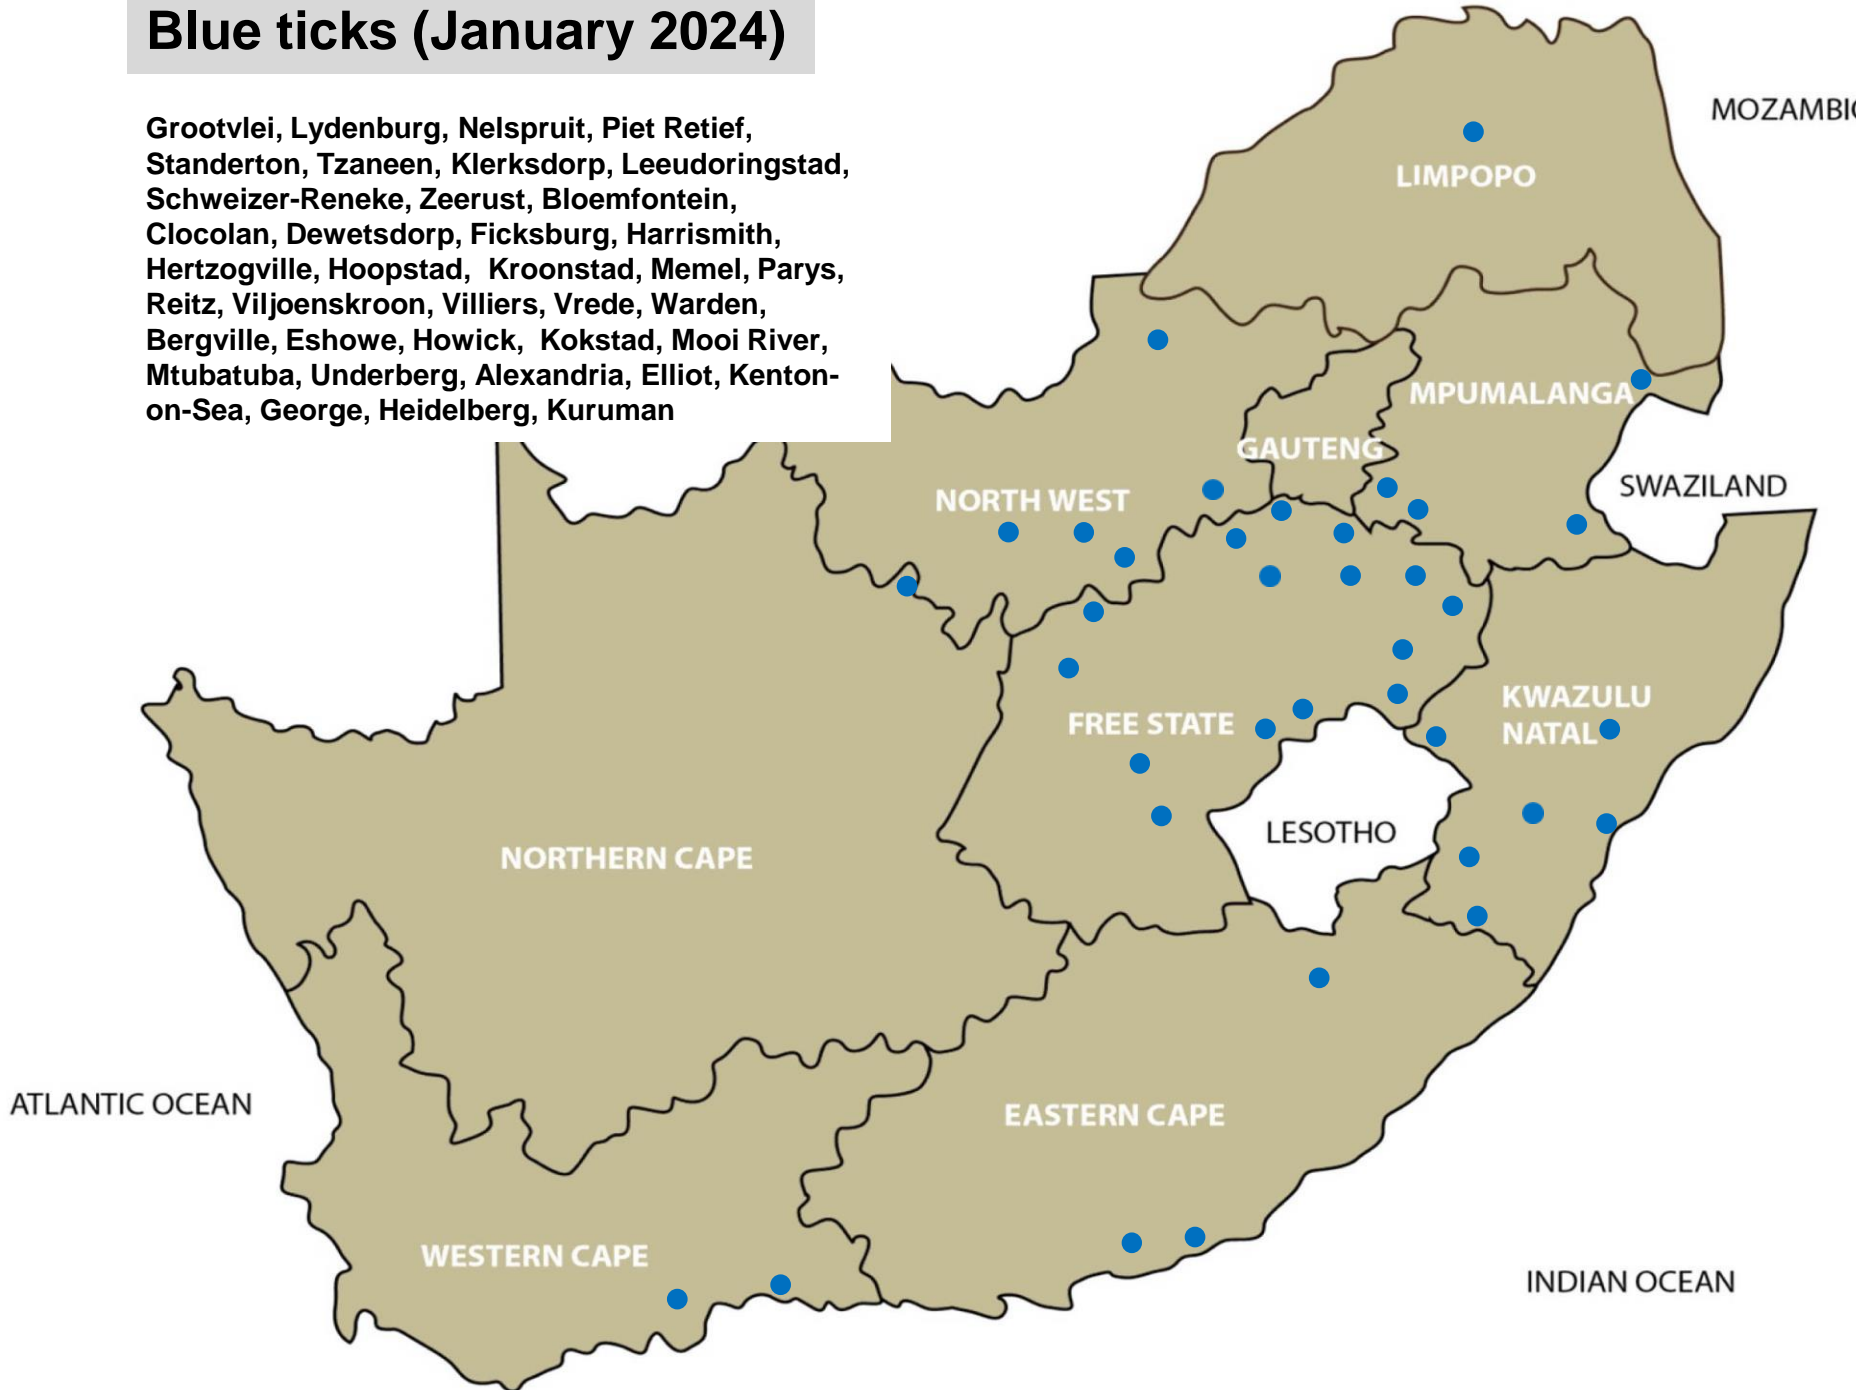 Blue ticks (January 2024)
Grootvlei, Lydenburg, Nelspruit, Piet Retief,
Standerton, Tzaneen, Klerksdorp, Leeudoringstad,
Schweizer-Reneke, Zeerust, Bloemfontein,
Clocolan, Dewetsdorp, Ficksburg, Harrismith,
Hertzogville, Hoopstad,  Kroonstad, Memel, Parys,
Reitz, Viljoenskroon, Villiers, Vrede, Warden,
Bergville, Eshowe, Howick,  Kokstad, Mooi River,
Mtubatuba, Underberg, Alexandria, Elliot, Kenton-
on-Sea, George, Heidelberg, Kuruman
MOZAMBIC
LIMPOPO
MPUMALANGA
GAUTENG
SWAZILAND
NORTH WEST
KWAZULU
NATAL
FREE STATE
LESOTHO
NORTHERN CAPE
ATLANTIC OCEAN
EASTERN CAPE
WESTERN CAPE
INDIAN OCEAN